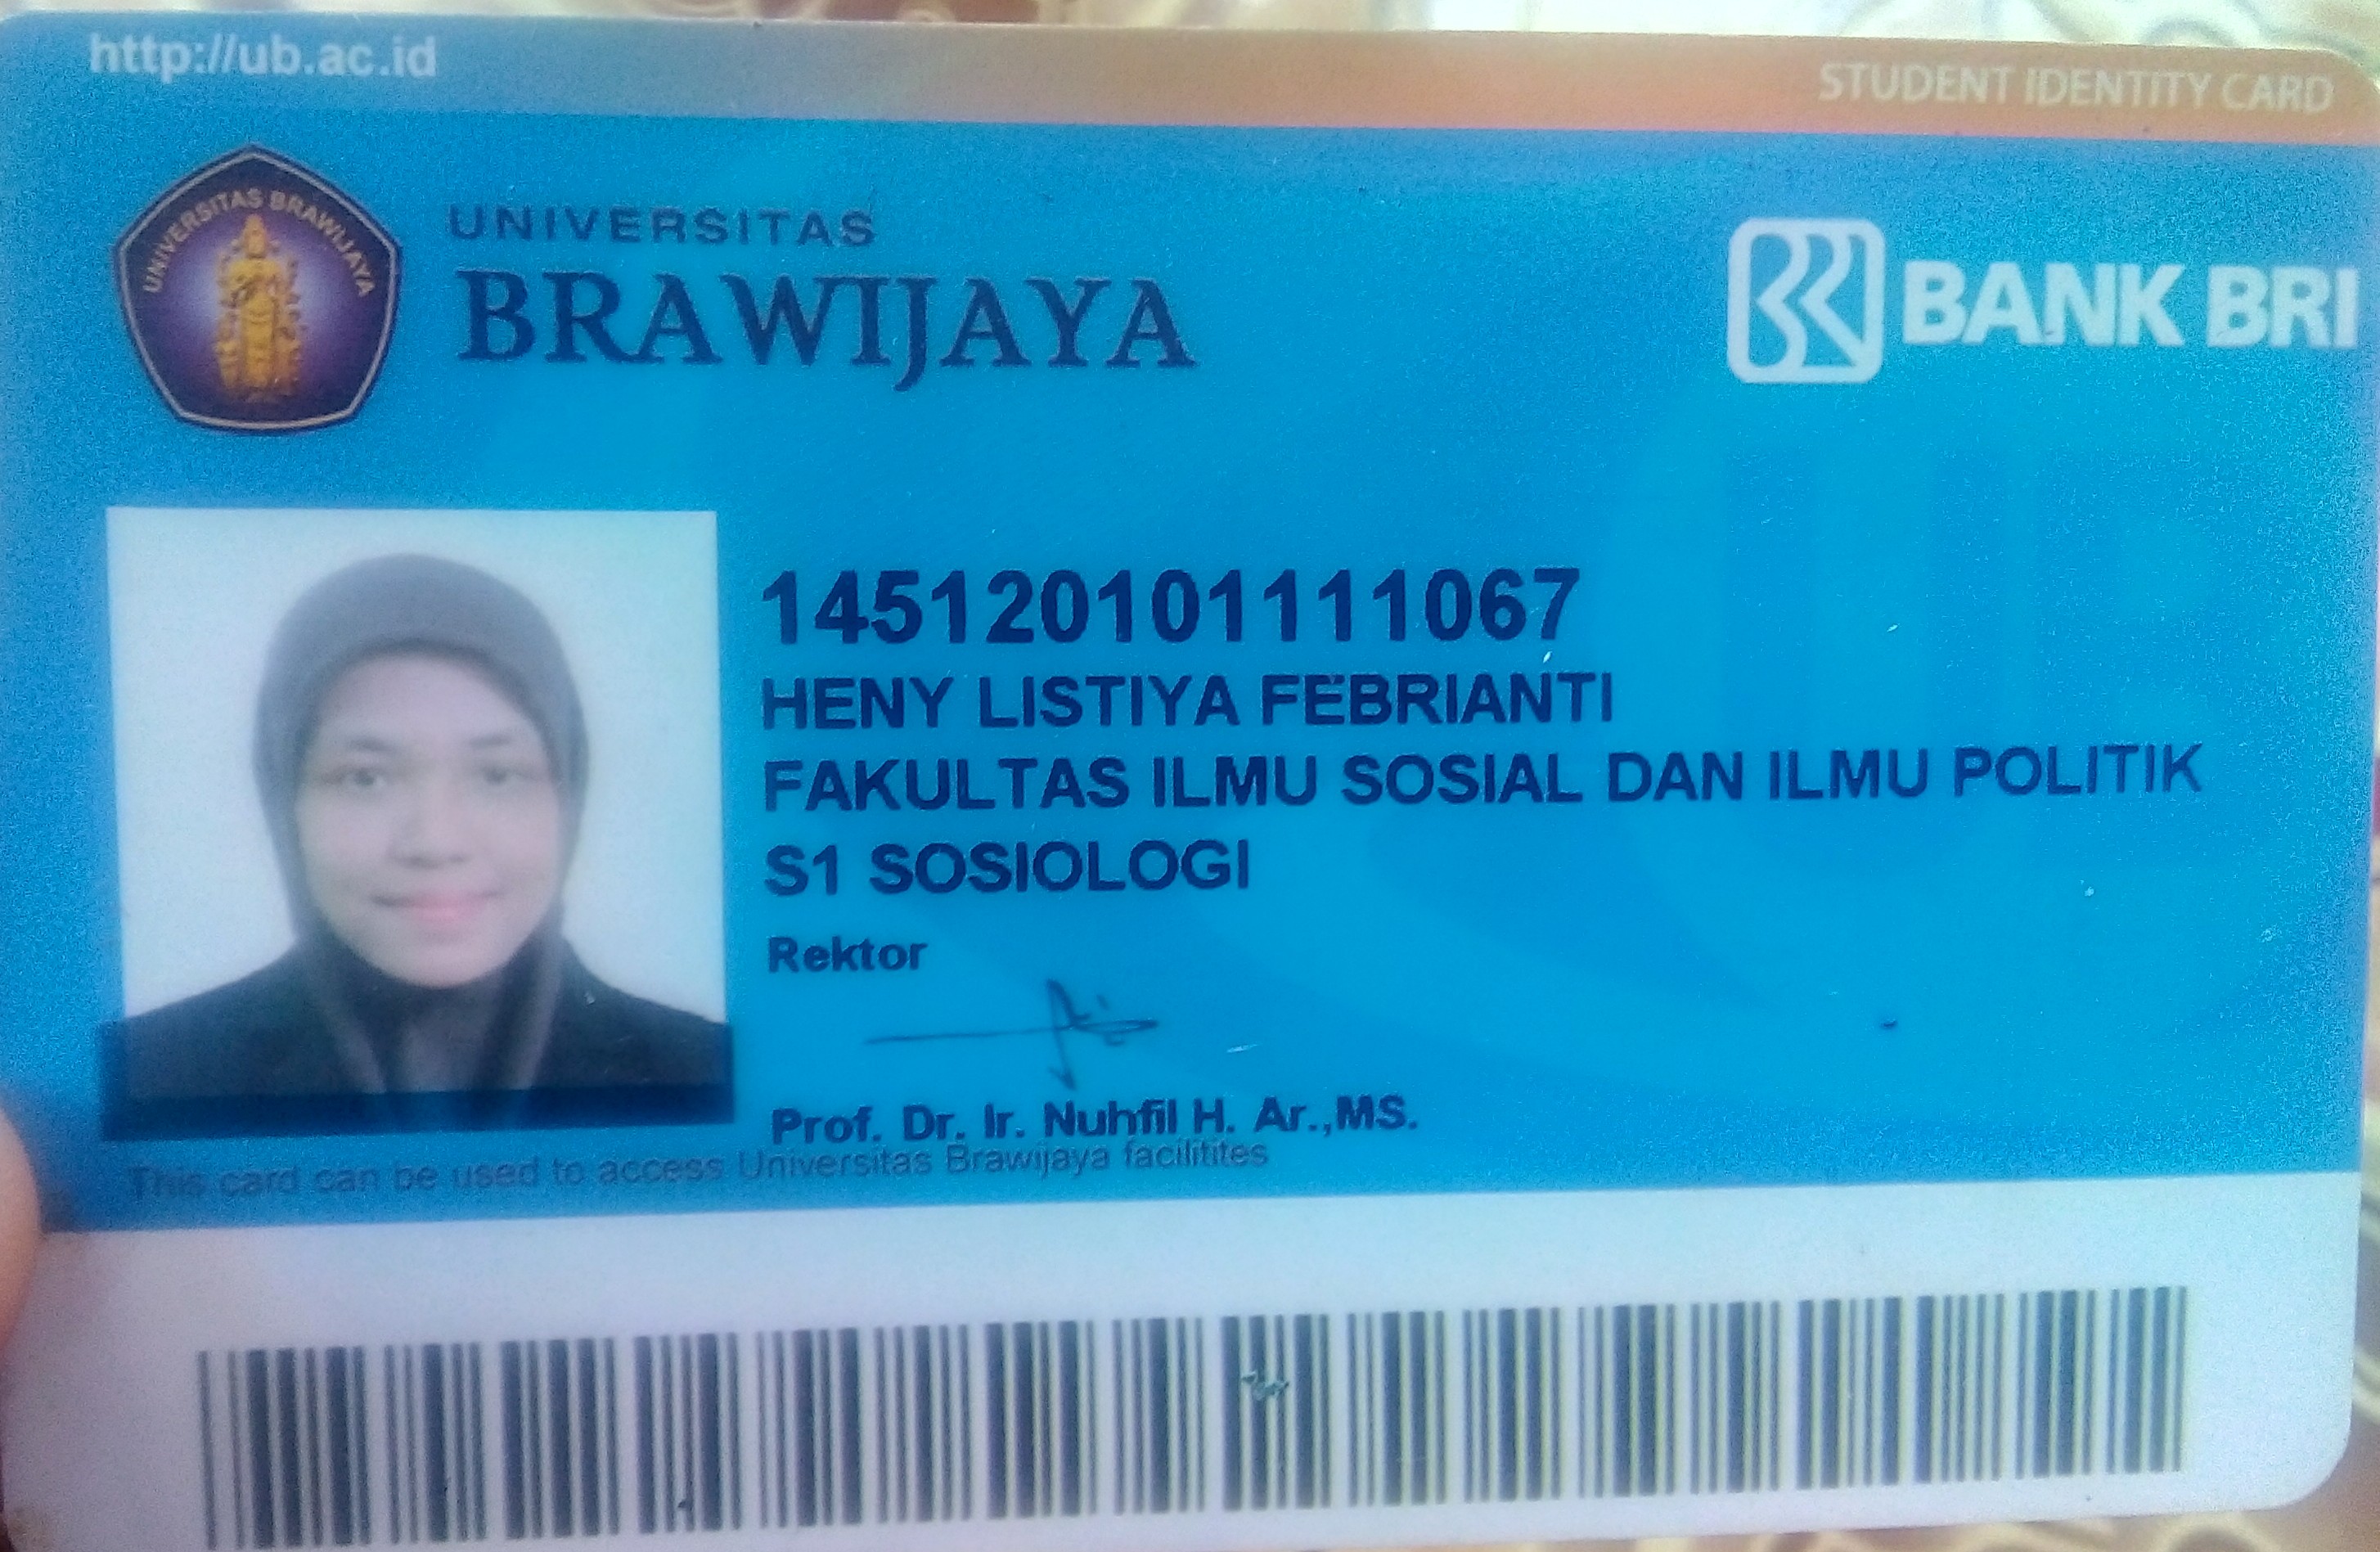 http://ub.ac.id
STUDENT IDENTITY CARD
UNIVERSITAS BRAWIJAYA
UNIVERSITAS
BRAWIJAYA
BANK BRI
145120101111067
HENY LISTIYA FEBRIANTI
FAKULTAS ILMU SOSIAL DAN ILMU POLITIK
S1 SOSIOLOGI
Rektor
Prof. Dr. Ir. Nuhfil H. Ar.,MS.
This card can be used to access Universitas Brawijaya facilitites